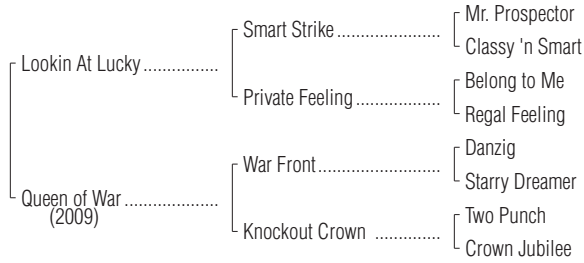 Mr. Prospector
Smart Strike ....................
Classy 'n Smart
Lookin At Lucky ................
Belong to Me
Private Feeling .................
Regal Feeling
Danzig
War Front........................
Starry Dreamer
Queen of War ....................
(2009)
Two Punch
Knockout Crown ..............
Crown Jubilee